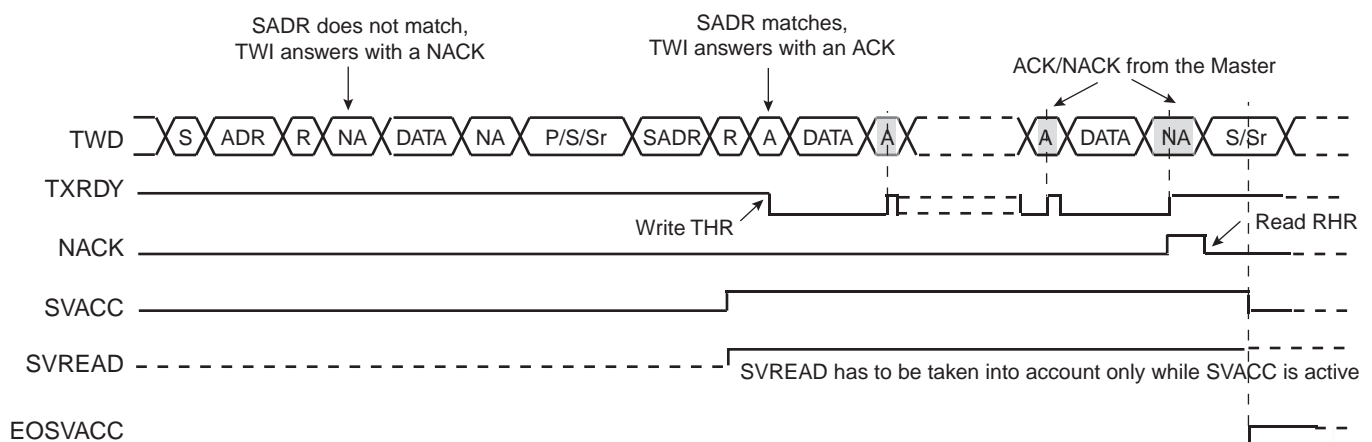 SADR does not match,
TWI answers with a NACK
SADR matches,
TWI answers with an ACK
ACK/NACK from the Master
TWD S ADR R NA DATA NA P/S/Sr SADR R A DATA A A DATA NA S/Sr
TXRDY
Write THR
Read RHR
NACK
SVACC
SVREAD
SVREAD has to be taken into account only while SVACC is active
EOSVACC